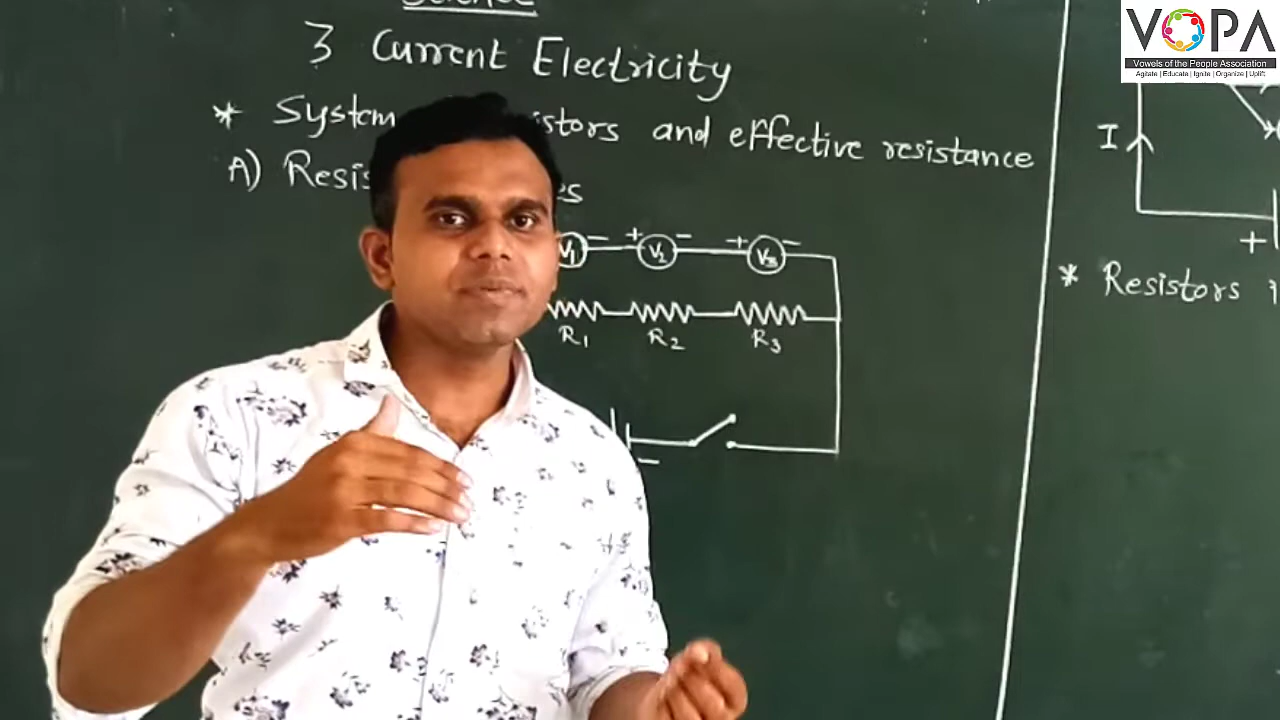 Science
3 Current Electricity
* System istors and effective resistance
A) Resis es
+ − + −
V1 − + V2 − + V3 −
R1 R2 R3
−
I
+
* Resistors i
VOPA
Vowels of the People Association
Agitate | Educate | Ignite | Organize | Uplift